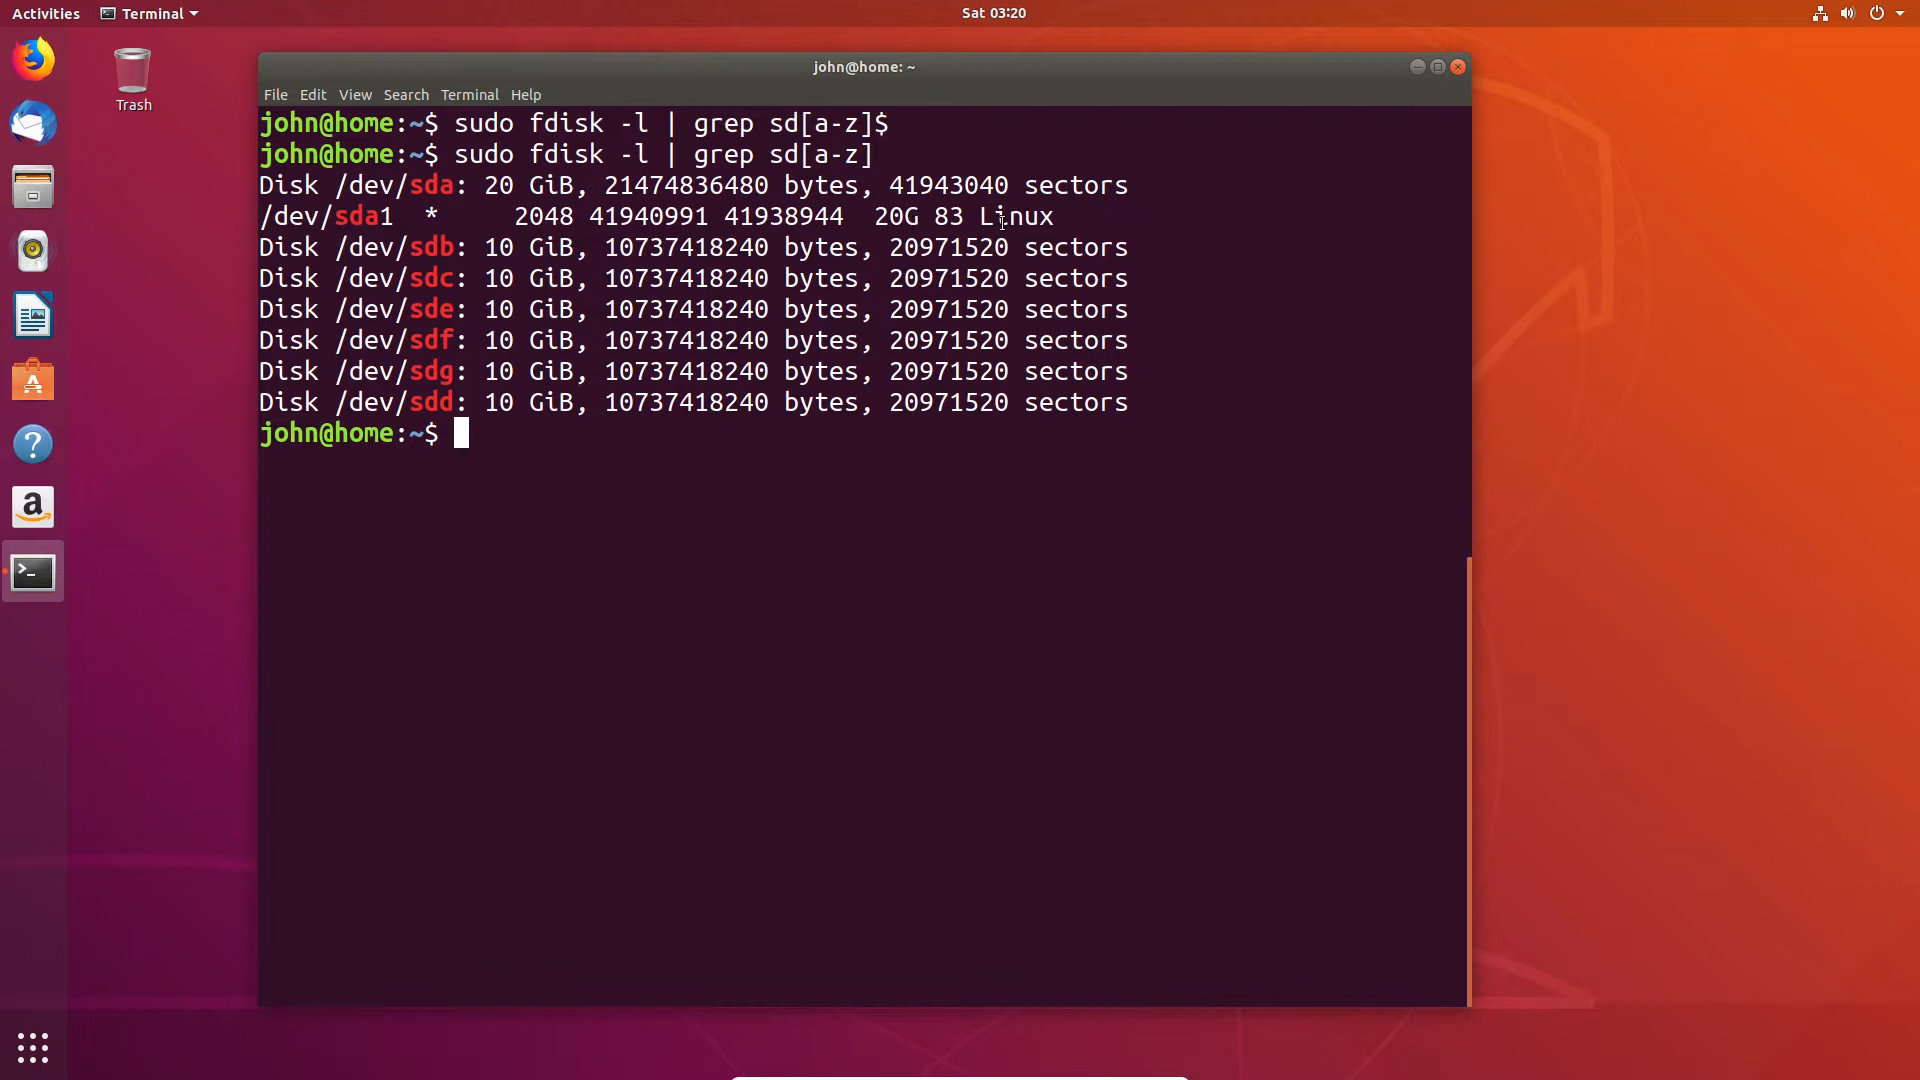 Activities Terminal Sat 03:20
Trash
john@home: ~
File Edit View Search Terminal Help
john@home:~$ sudo fdisk -l | grep sd[a-z]$
john@home:~$ sudo fdisk -l | grep sd[a-z]
Disk /dev/sda: 20 GiB, 21474836480 bytes, 41943040 sectors
/dev/sda1  *      2048 41940991 41938944  20G 83 Linux
Disk /dev/sdb: 10 GiB, 10737418240 bytes, 20971520 sectors
Disk /dev/sdc: 10 GiB, 10737418240 bytes, 20971520 sectors
Disk /dev/sde: 10 GiB, 10737418240 bytes, 20971520 sectors
Disk /dev/sdf: 10 GiB, 10737418240 bytes, 20971520 sectors
Disk /dev/sdg: 10 GiB, 10737418240 bytes, 20971520 sectors
Disk /dev/sdd: 10 GiB, 10737418240 bytes, 20971520 sectors
john@home:~$